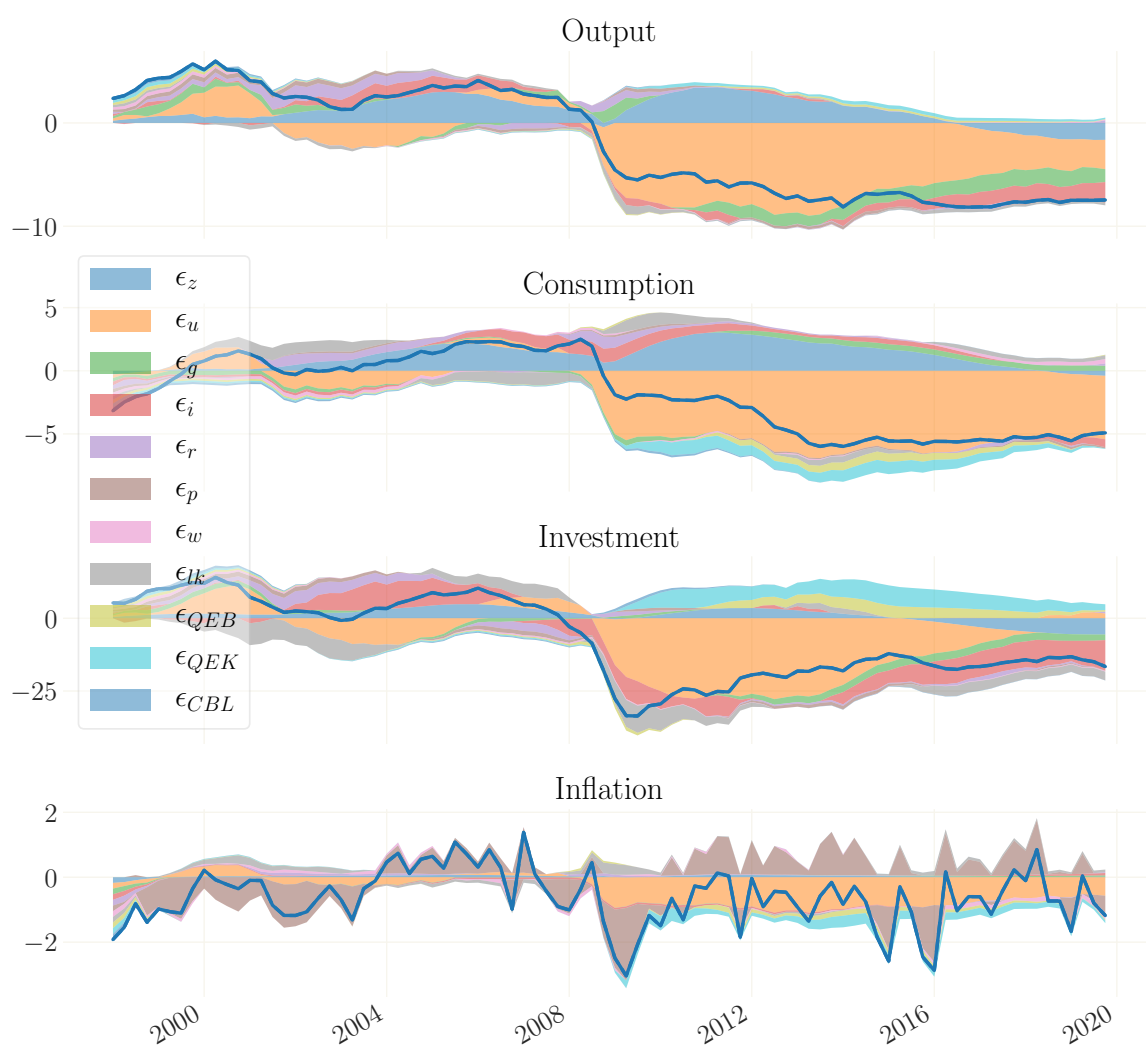 Output
0
−10
Consumption
5
0
−5
ϵz
ϵu
ϵg
ϵi
ϵr
ϵp
ϵw
ϵlk
ϵQEB
ϵQEK
ϵCBL
Investment
0
−25
Inflation
2
0
−2
2000
2004
2008
2012
2016
2020